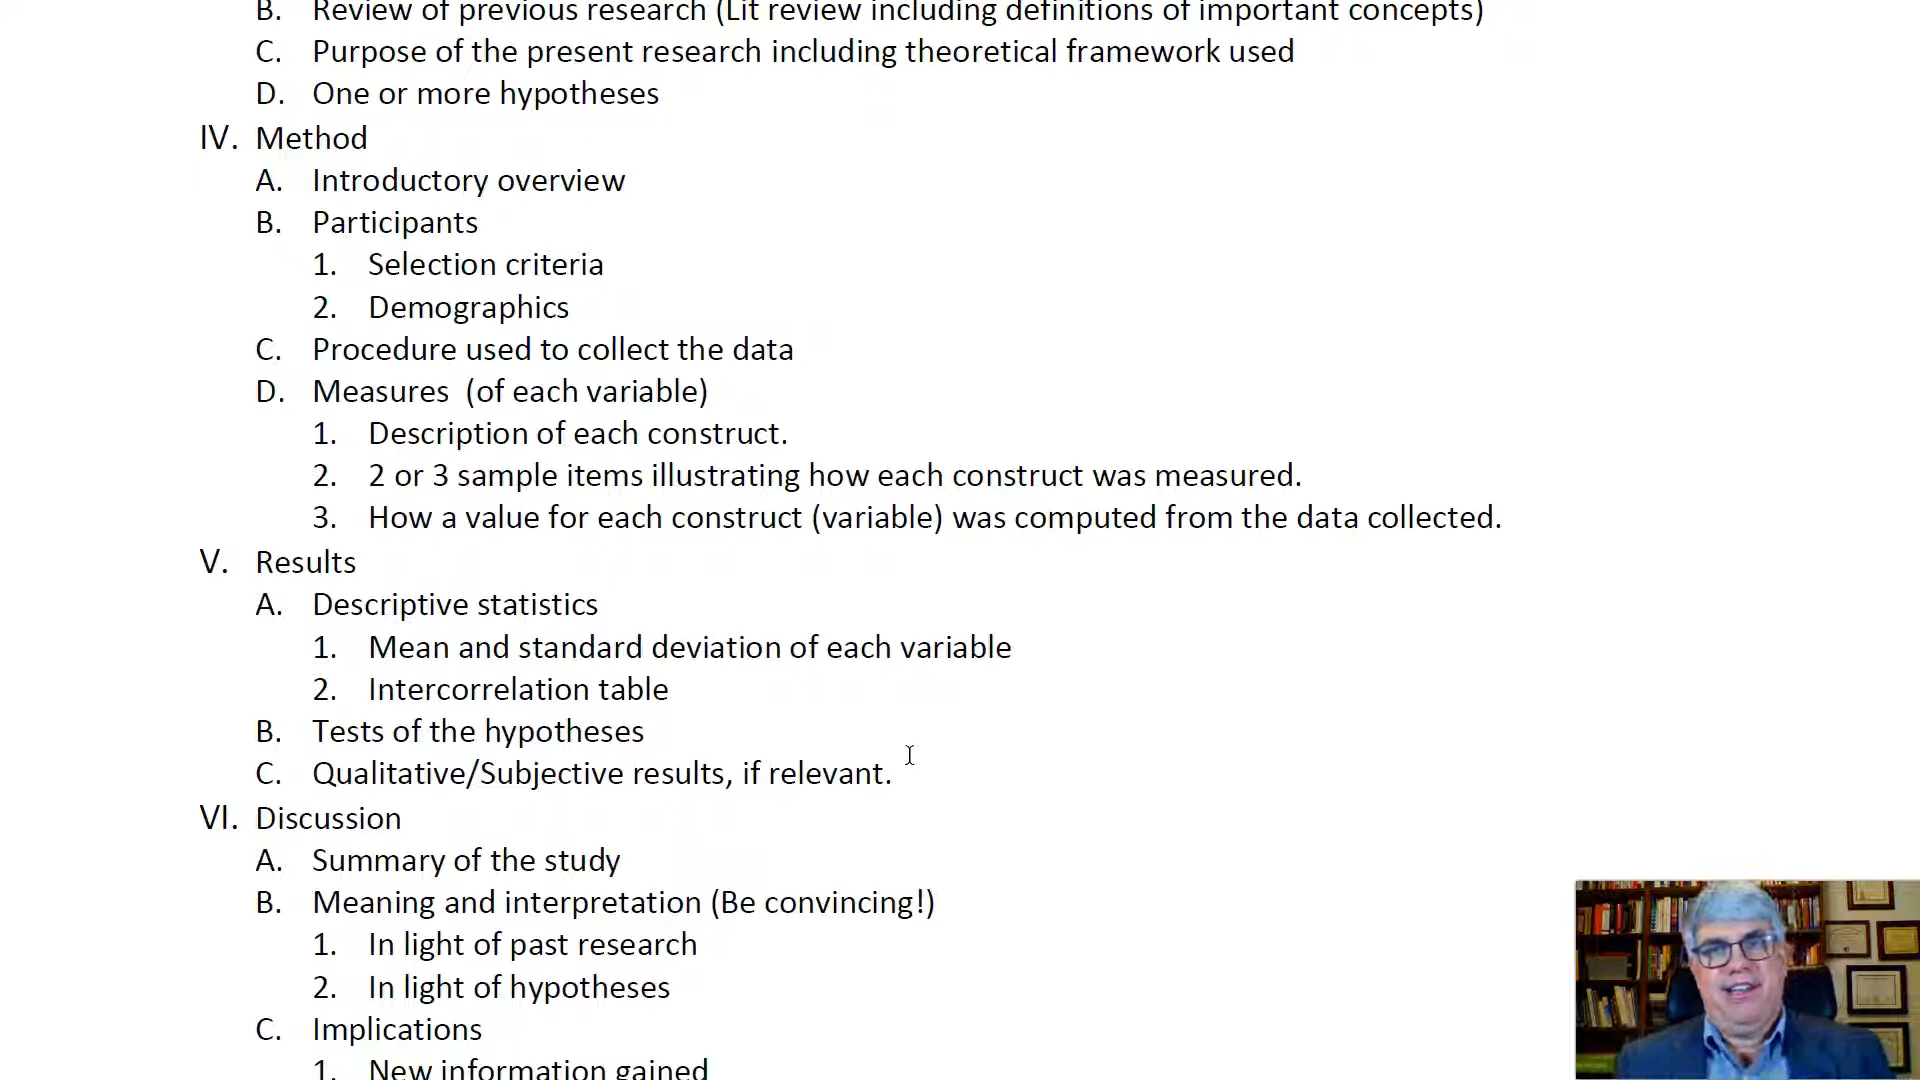 B. Review of previous research (Lit review including definitions of important concepts)
C. Purpose of the present research including theoretical framework used
D. One or more hypotheses
IV. Method
A. Introductory overview
B. Participants
1. Selection criteria
2. Demographics
C. Procedure used to collect the data
D. Measures  (of each variable)
1. Description of each construct.
2. 2 or 3 sample items illustrating how each construct was measured.
3. How a value for each construct (variable) was computed from the data collected.
V. Results
A. Descriptive statistics
1. Mean and standard deviation of each variable
2. Intercorrelation table
B. Tests of the hypotheses
C. Qualitative/Subjective results, if relevant.
VI. Discussion
A. Summary of the study
B. Meaning and interpretation (Be convincing!)
1. In light of past research
2. In light of hypotheses
C. Implications
1. New information gained